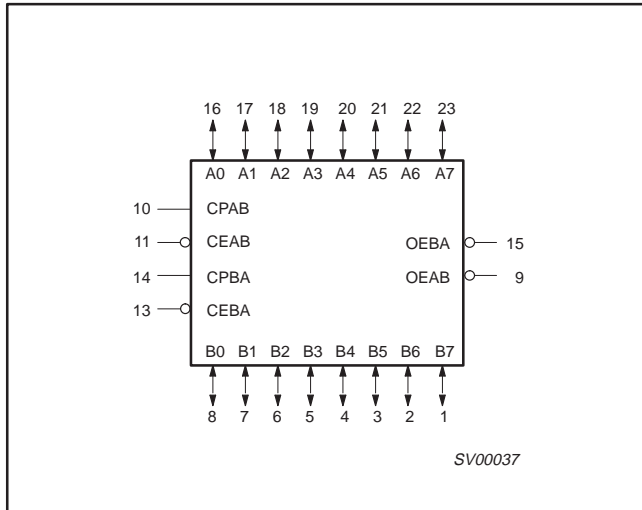 16 17 18 19 20 21 22 23
A0 A1 A2 A3 A4 A5 A6 A7
10 CPAB
11 CEAB OEBA 15
14 CPBA OEAB 9
13 CEBA
B0 B1 B2 B3 B4 B5 B6 B7
8 7 6 5 4 3 2 1
SV00037